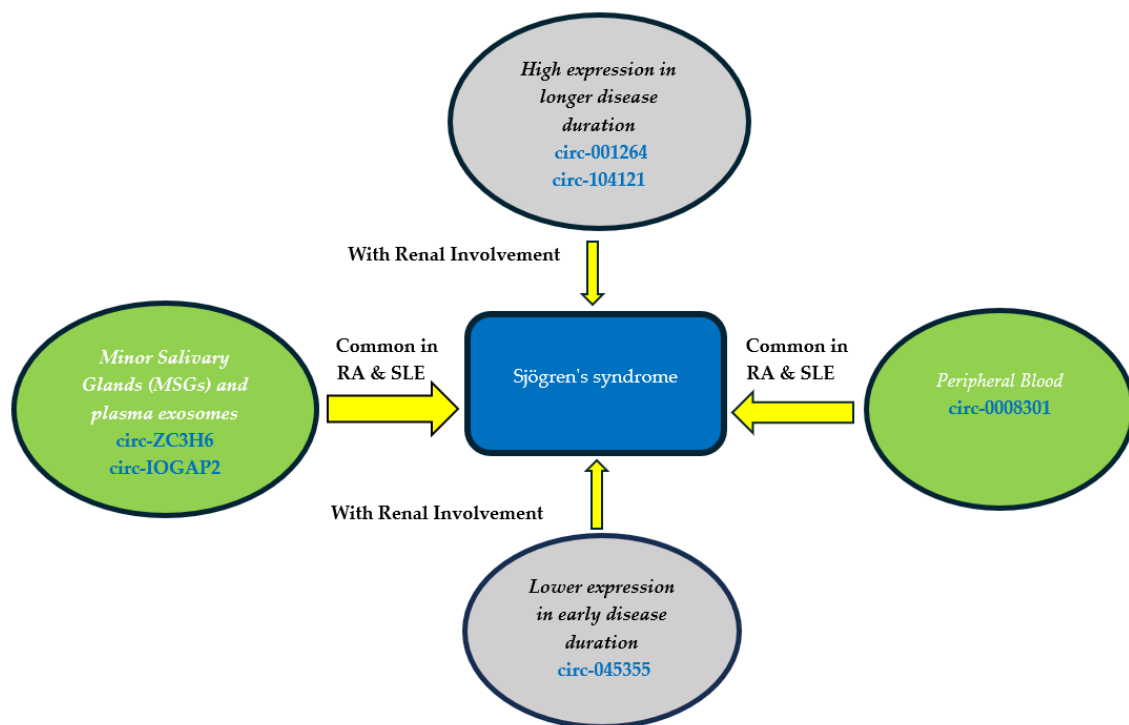 High expression in
longer disease
duration
circ-001264
circ-104121
With Renal Involvement
Minor Salivary
Glands (MSGs) and
plasma exosomes
circ-ZC3H6
circ-IOGAP2
Common in
RA & SLE
Sjögren's syndrome
Common in
RA & SLE
Peripheral Blood
circ-0008301
With Renal Involvement
Lower expression
in early disease
duration
circ-045355